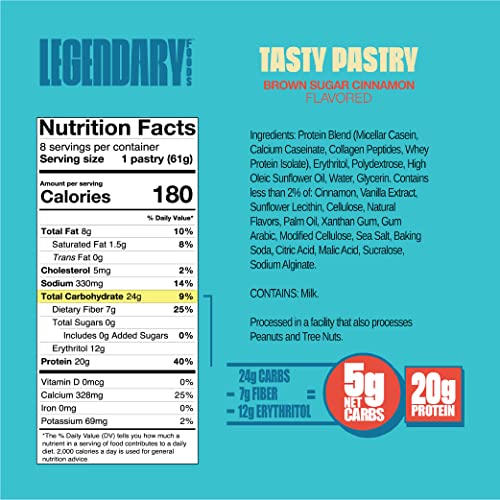 LEGENDARY FOODS
TASTY PASTRY
BROWN SUGAR CINNAMON
FLAVORED
Nutrition Facts
8 servings per container
Serving size 1 pastry (61g)
Amount per serving
Calories 180
% Daily Value*
Total Fat 8g 10%
Saturated Fat 1.5g 8%
Trans Fat 0g
Cholesterol 5mg 2%
Sodium 330mg 14%
Total Carbohydrate 24g 9%
Dietary Fiber 7g 25%
Total Sugars 0g
Includes 0g Added Sugars 0%
Erythritol 12g
Protein 20g 40%
Vitamin D 0mcg 0%
Calcium 328mg 25%
Iron 0mg 0%
Potassium 69mg 2%
*The % Daily Value (DV) tells you how much a
nutrient in a serving of food contributes to a daily
diet. 2,000 calories a day is used for general
nutrition advice.
Ingredients: Protein Blend (Micellar Casein,
Calcium Caseinate, Collagen Peptides, Whey
Protein Isolate), Erythritol, Polydextrose, High
Oleic Sunflower Oil, Water, Glycerin. Contains
less than 2% of: Cinnamon, Vanilla Extract,
Sunflower Lecithin, Cellulose, Natural
Flavors, Palm Oil, Xanthan Gum, Gum
Arabic, Modified Cellulose, Sea Salt, Baking
Soda, Citric Acid, Malic Acid, Sucralose,
Sodium Alginate.
CONTAINS: Milk.
Processed in a facility that also processes
Peanuts and Tree Nuts.
24g CARBS
– 7g FIBER =
– 12g ERYTHRITOL
5g
NET
CARBS
20g
PROTEIN